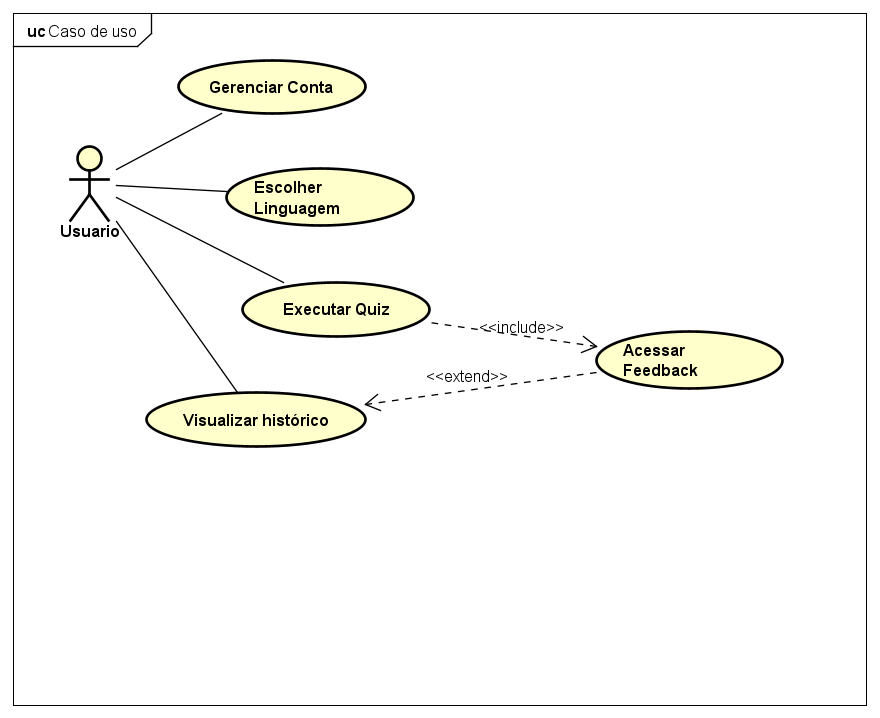 uc Caso de uso
Gerenciar Conta
Escolher
Linguagem
Usuario
Executar Quiz
<<include>>
Acessar
Feedback
<<extend>>
Visualizar histórico